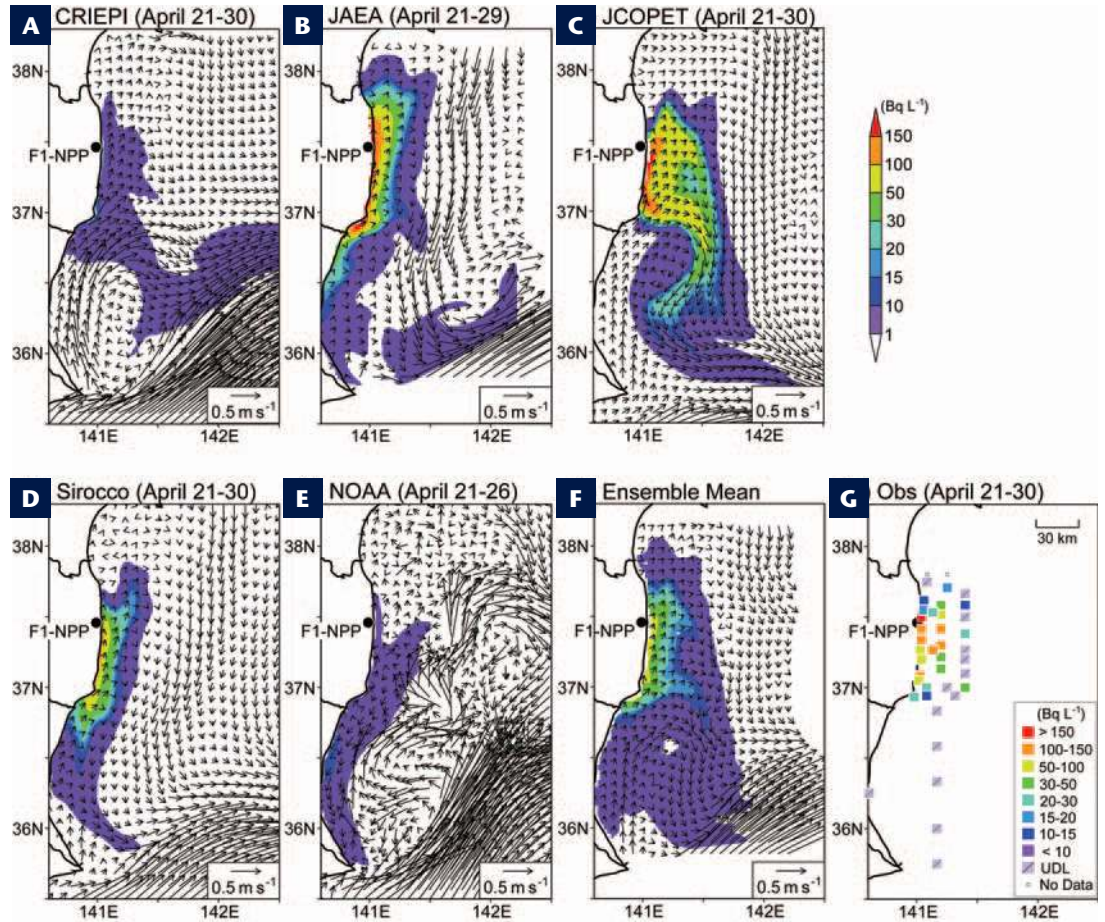 A CRIEPI (April 21-30)
38N
F1-NPP
37N
36N
0.5 m s⁻¹
141E 142E
B JAEA (April 21-29)
38N
F1-NPP
37N
36N
0.5 m s⁻¹
141E 142E
C JCOPET (April 21-30)
38N
F1-NPP
37N
36N
0.5 m s⁻¹
141E 142E
(Bq L⁻¹)
150
100
50
30
20
15
10
1
D Sirocco (April 21-30)
38N
F1-NPP
37N
36N
0.5 m s⁻¹
141E 142E
E NOAA (April 21-26)
38N
F1-NPP
37N
36N
0.5 m s⁻¹
141E 142E
F Ensemble Mean
38N
F1-NPP
37N
36N
0.5 m s⁻¹
141E 142E
G ) Obs (April 21-30)
30 km
38N
F1-NPP
37N
36N
(Bq L⁻¹)
> 150
100-150
50-100
30-50
20-30
15-20
10-15
< 10
UDL
No Data
141E 142E